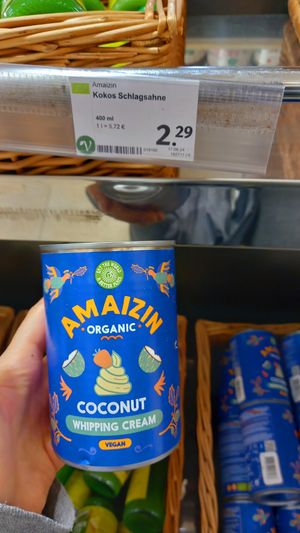 Amaizin
Kokos Schlagsahne
400 ml
1 l = 5,72 €
2.29
V
AMAIZIN
ORGANIC
COCONUT
WHIPPING CREAM
VEGAN